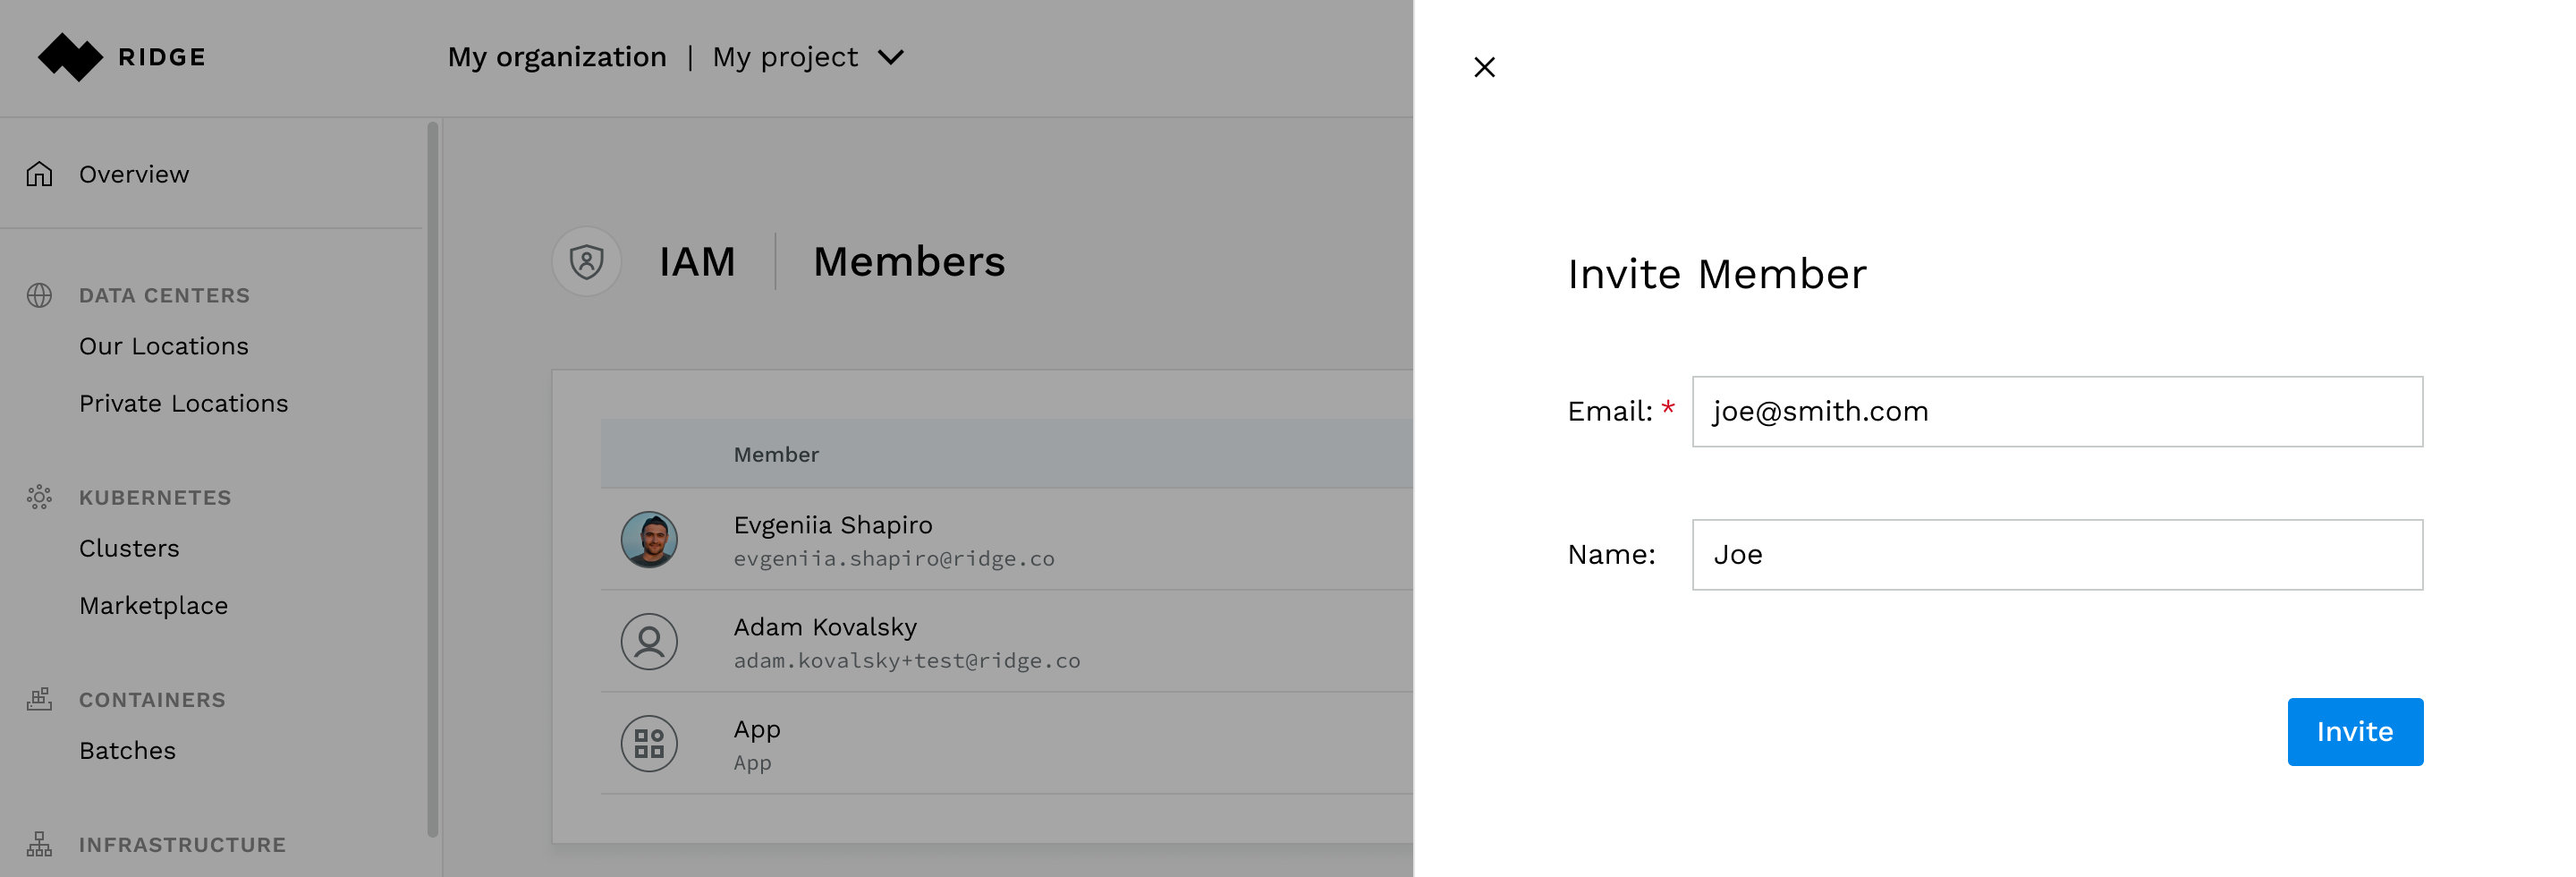 RIDGE
My organization | My project
Overview
DATA CENTERS
Our Locations
Private Locations
KUBERNETES
Clusters
Marketplace
CONTAINERS
Batches
INFRASTRUCTURE
IAM | Members
Member
Evgeniia Shapiro
evgeniia.shapiro@ridge.co
Adam Kovalsky
adam.kovalsky+test@ridge.co
App
App
Invite Member
Email: * joe@smith.com
Name: Joe
Invite